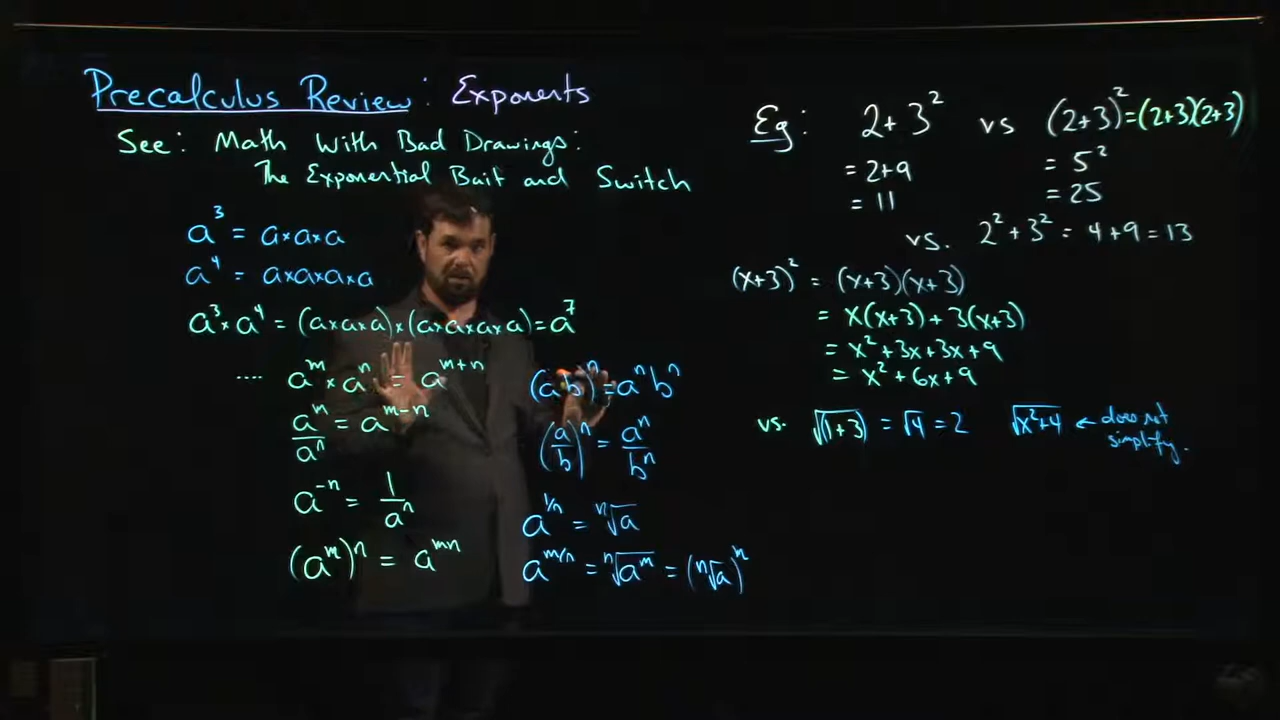 Precalculus Review: Exponents
See: Math With Bad Drawings:
The Exponential Bait and Switch
a³ = a×a×a
a⁴ = a×a×a×a
a³×a⁴ = (a×a×a)×(a×a×a×a)=a⁷
.... aᵐ × aⁿ = aᵐ⁺ⁿ
aᵐ/aⁿ = aᵐ⁻ⁿ
a⁻ⁿ = 1/aⁿ
(aᵐ)ⁿ = aᵐⁿ
(ab)ⁿ = aⁿbⁿ
(a/b)ⁿ = aⁿ/bⁿ
a^(1/n) = ⁿ√a
a^(m/n) = ⁿ√(aᵐ) = (ⁿ√a)ⁿ
Eg: 2+3² vs (2+3)²=(2+3)(2+3)
= 2+9 = 5²
= 11 = 25
vs. 2²+3² = 4+9=13
(x+3)² = (x+3)(x+3)
= x(x+3) + 3(x+3)
= x²+3x+3x+9
= x²+6x+9
vs. √(1+3) = √4 = 2 √x²+4 ← does not
simplify.